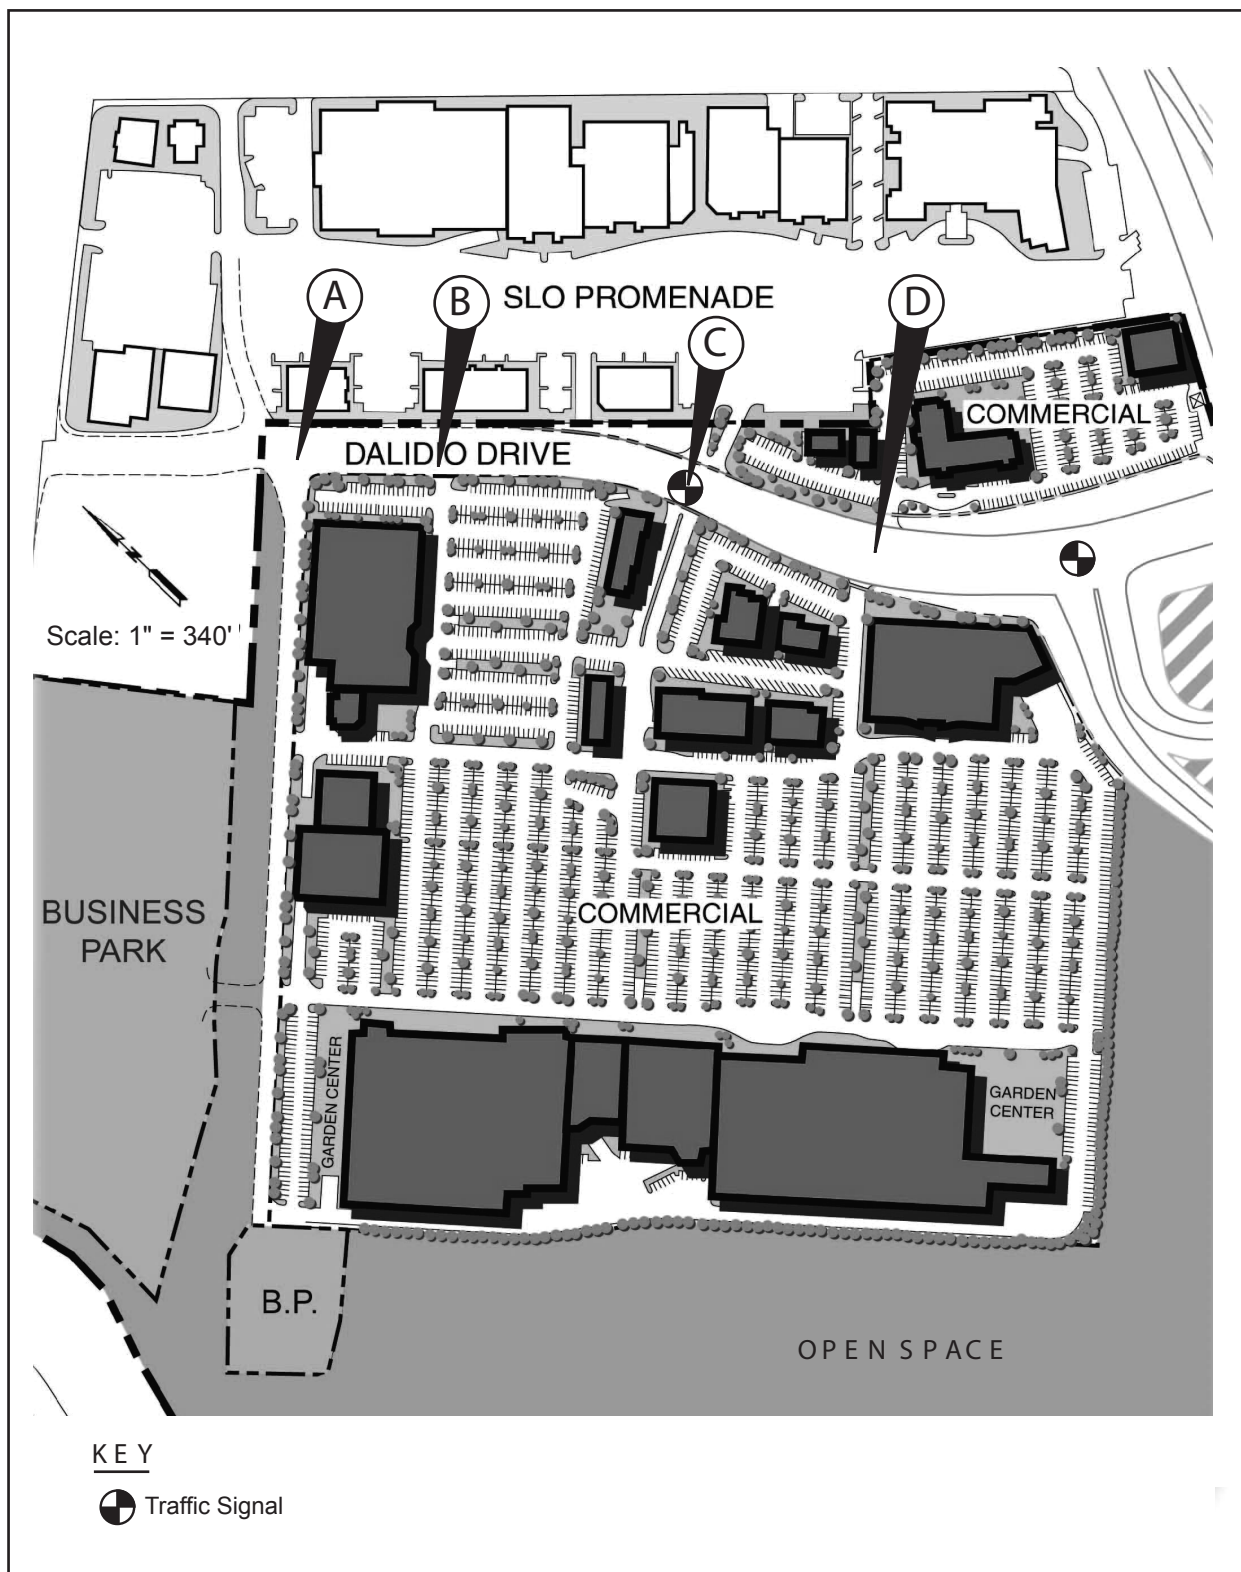 A
B
SLO PROMENADE
D
C
COMMERCIAL
DALIDIO DRIVE
N
Scale: 1" = 340'
BUSINESS
PARK
COMMERCIAL
GARDEN CENTER
GARDEN
CENTER
B.P.
OPEN SPACE
KEY
Traffic Signal